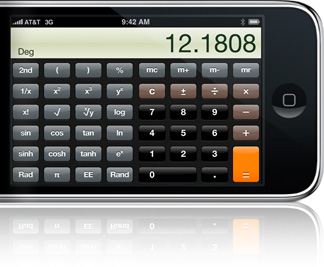 AT&T 3G 9:42 AM
Deg 12.1808
2nd ( ) % mc m+ m- mr
1/x x² x³ yˣ C ± ÷ ×
x! √ ˣ√y log 7 8 9 −
sin cos tan ln 4 5 6 +
sinh cosh tanh eˣ 1 2 3 =
Rad π EE Rand 0 .